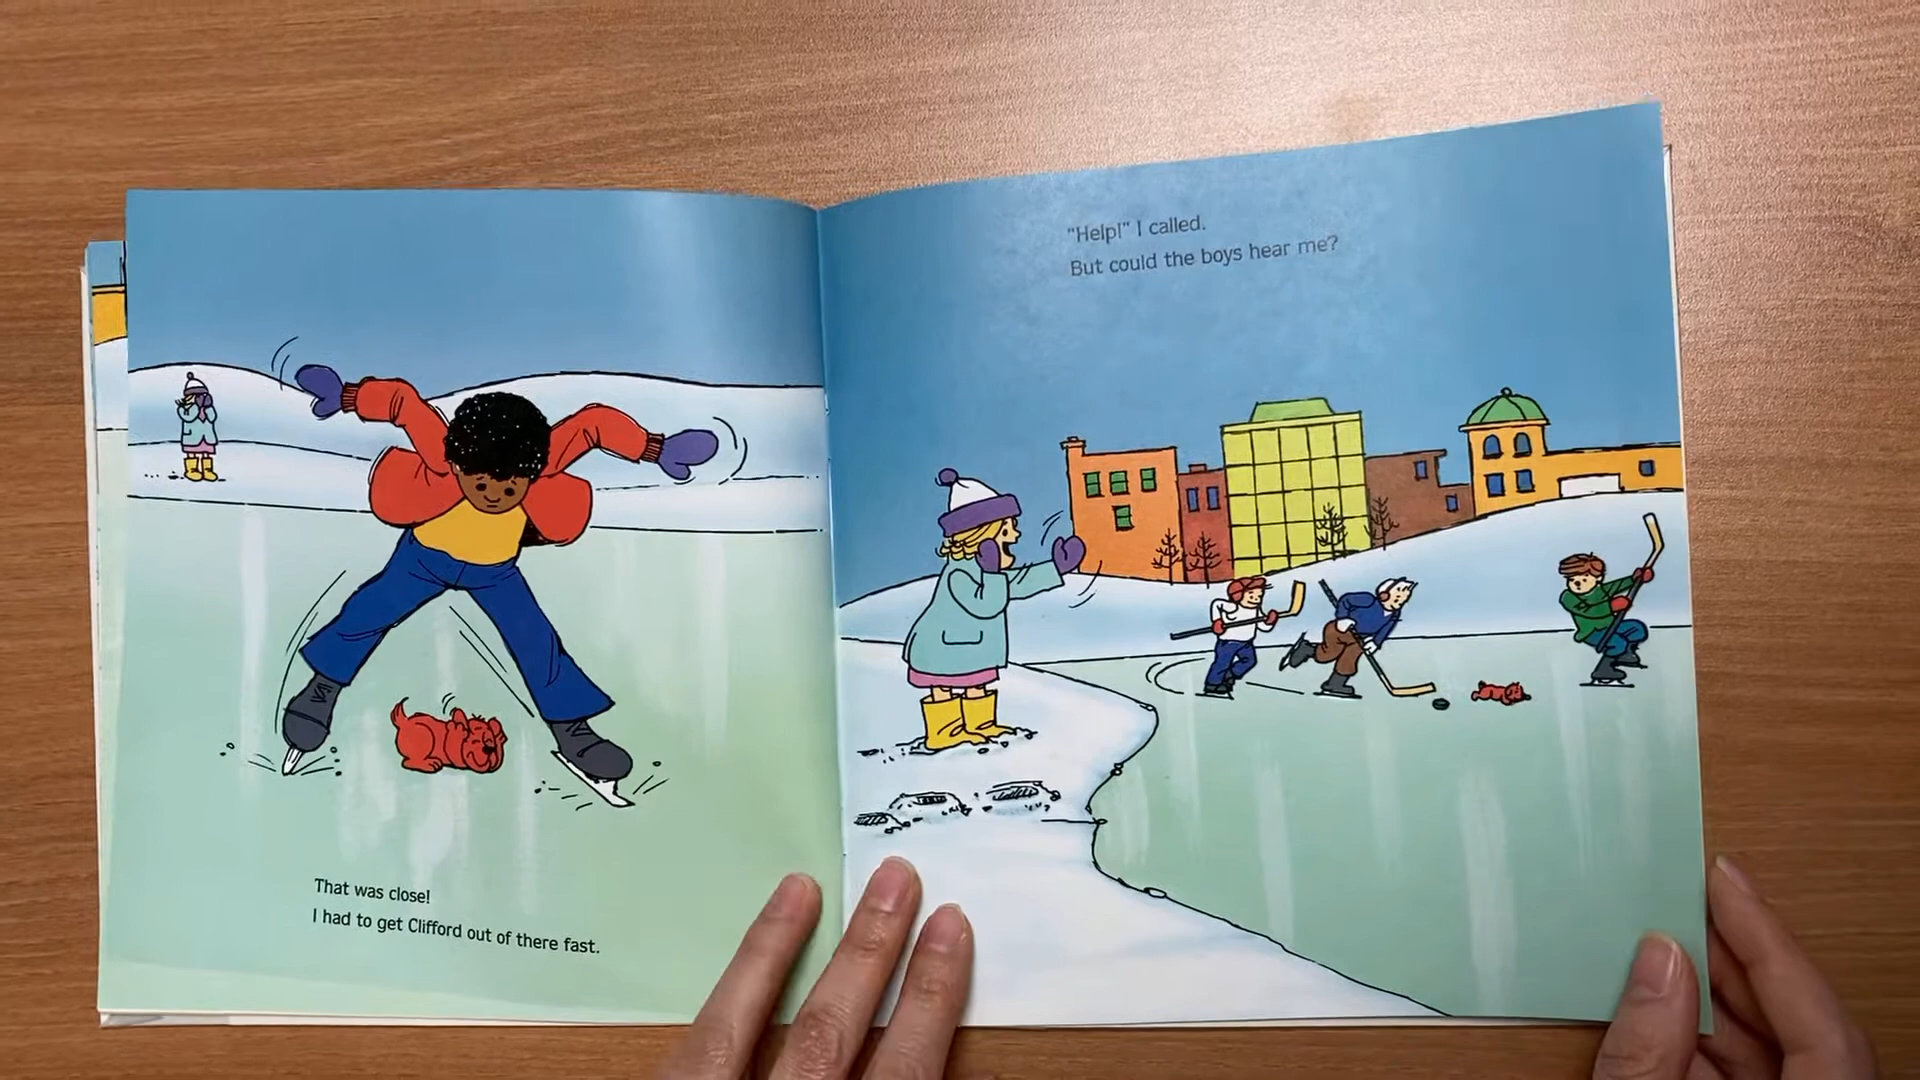 That was close!
I had to get Clifford out of there fast.
"Help!" I called.
But could the boys hear me?